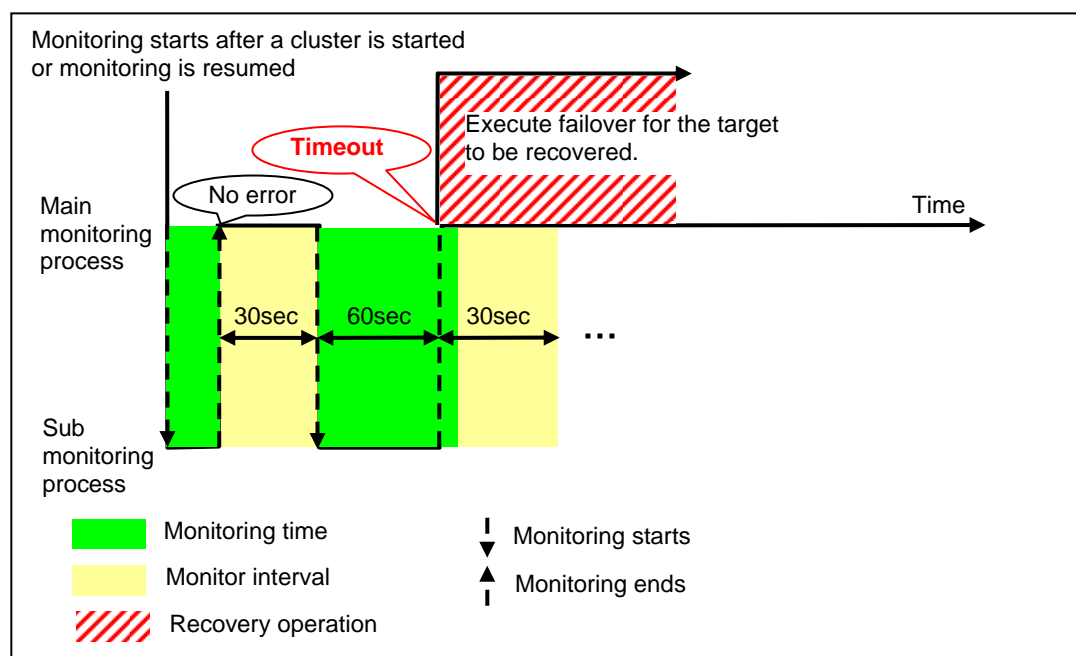 Monitoring starts after a cluster is started
or monitoring is resumed
Execute failover for the target
to be recovered.
Timeout
No error
Main
monitoring
process
Time
30sec
60sec
30sec
...
Sub
monitoring
process
Monitoring time
Monitoring starts
Monitor interval
Monitoring ends
Recovery operation